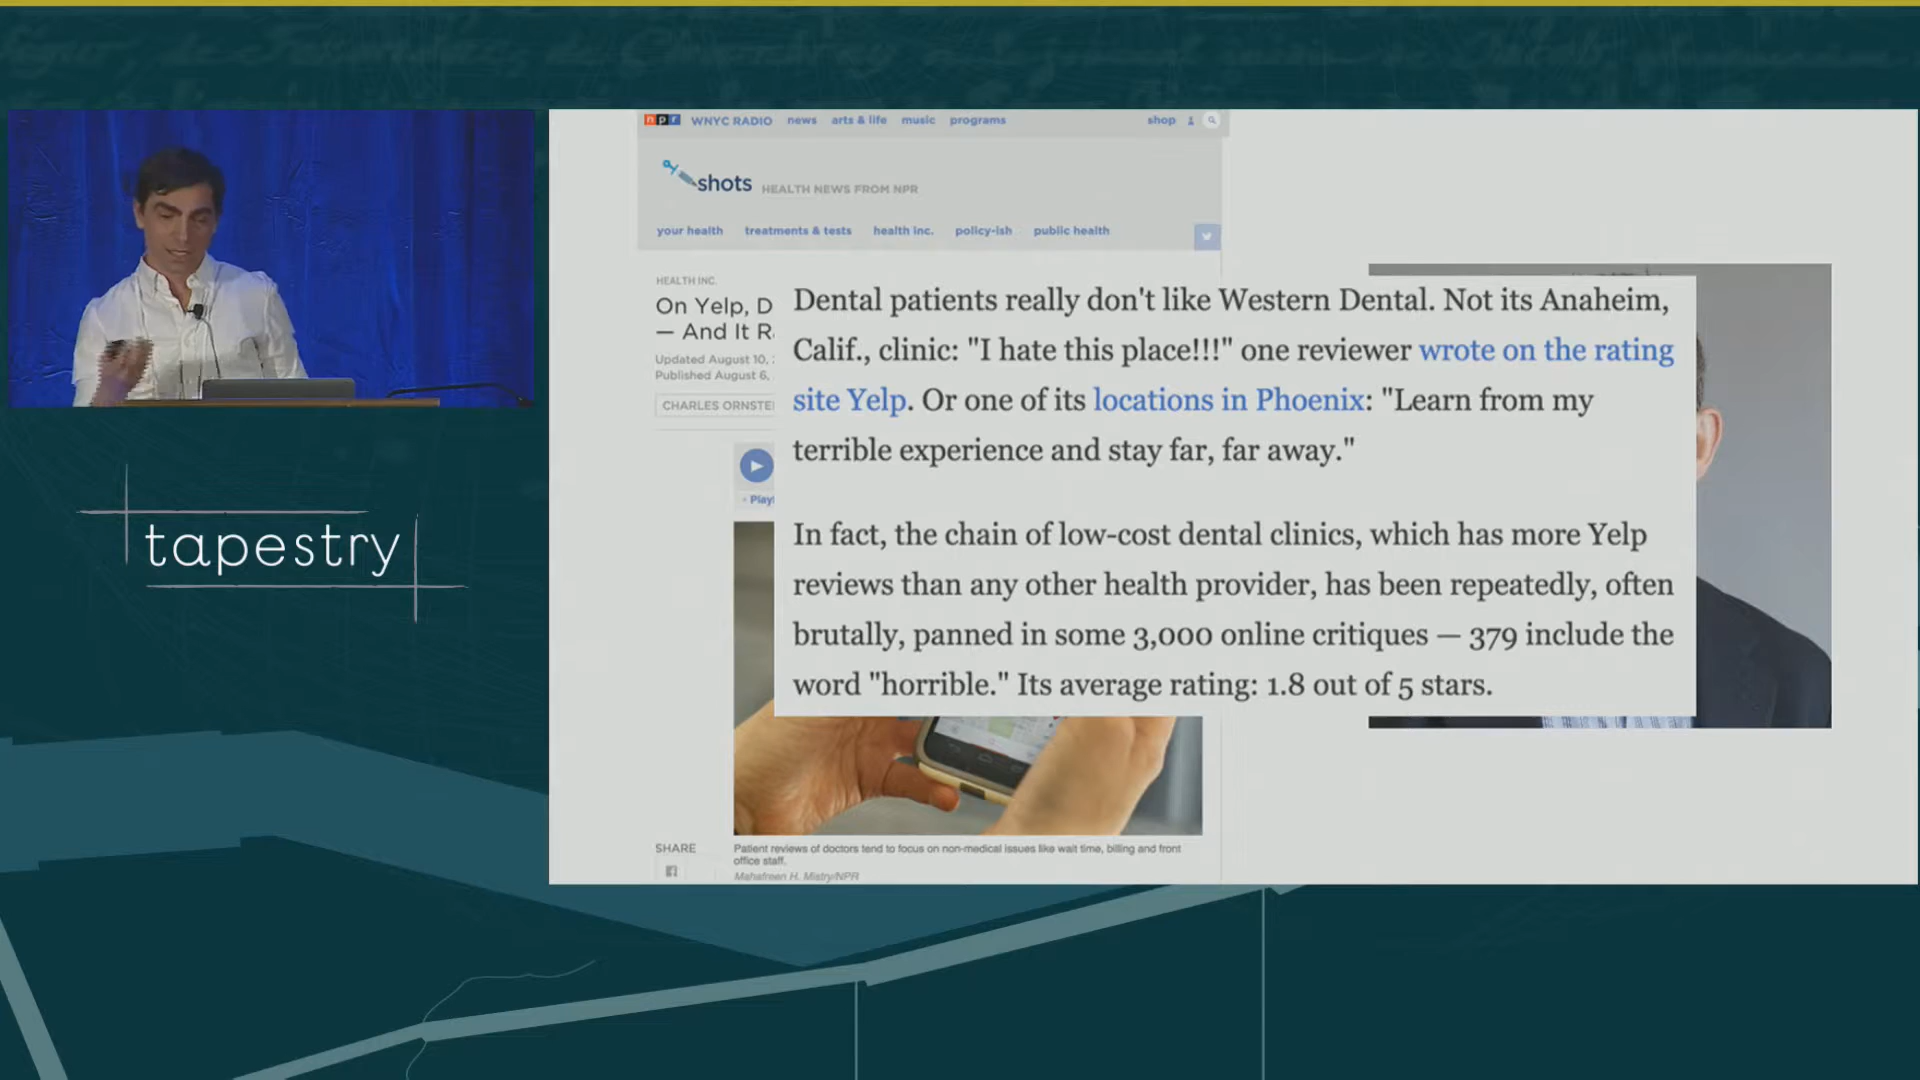 npr WNYC RADIO news arts & life music programs shop
shots HEALTH NEWS FROM NPR
your health treatments & tests health inc. policy-ish public health
HEALTH INC.
On Yelp, D
— And It R
Updated August 10,
Published August 6,
CHARLES ORNSTEI
Play
Dental patients really don't like Western Dental. Not its Anaheim,
Calif., clinic: "I hate this place!!!" one reviewer wrote on the rating
site Yelp. Or one of its locations in Phoenix: "Learn from my
terrible experience and stay far, far away."
In fact, the chain of low-cost dental clinics, which has more Yelp
reviews than any other health provider, has been repeatedly, often
brutally, panned in some 3,000 online critiques — 379 include the
word "horrible." Its average rating: 1.8 out of 5 stars.
SHARE
Patient reviews of doctors tend to focus on non-medical issues like wait time, billing and front
office staff.
Mahafreen H. Mistry/NPR
tapestry